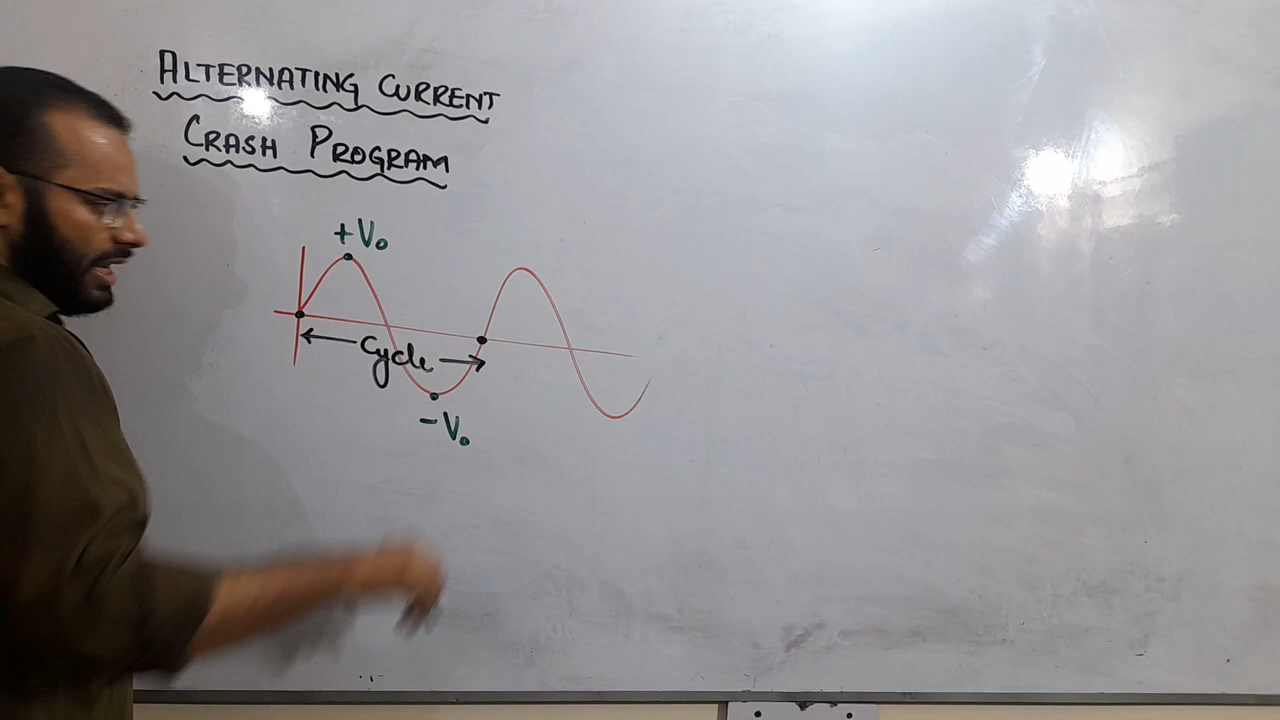 ALTERNATING CURRENT
CRASH PROGRAM
+V₀
Cycle
-V₀